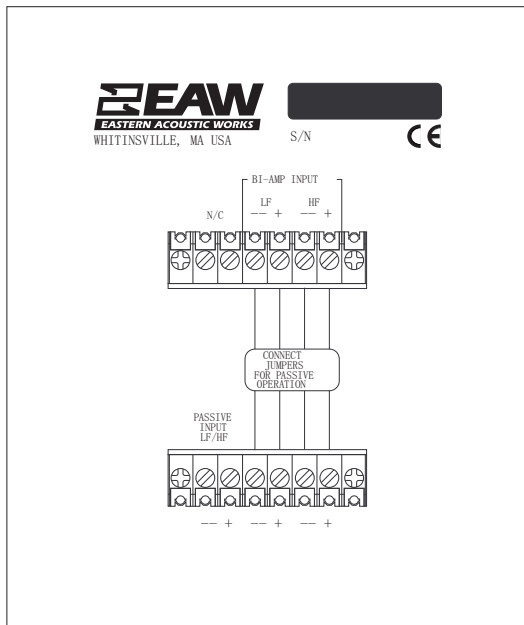 EAW
EASTERN ACOUSTIC WORKS
WHITINSVILLE, MA USA
S/N
CE
BI-AMP INPUT
LF HF
N/C -- + -- +
CONNECT
JUMPERS
FOR PASSIVE
OPERATION
PASSIVE
INPUT
LF/HF
-- + -- + -- +